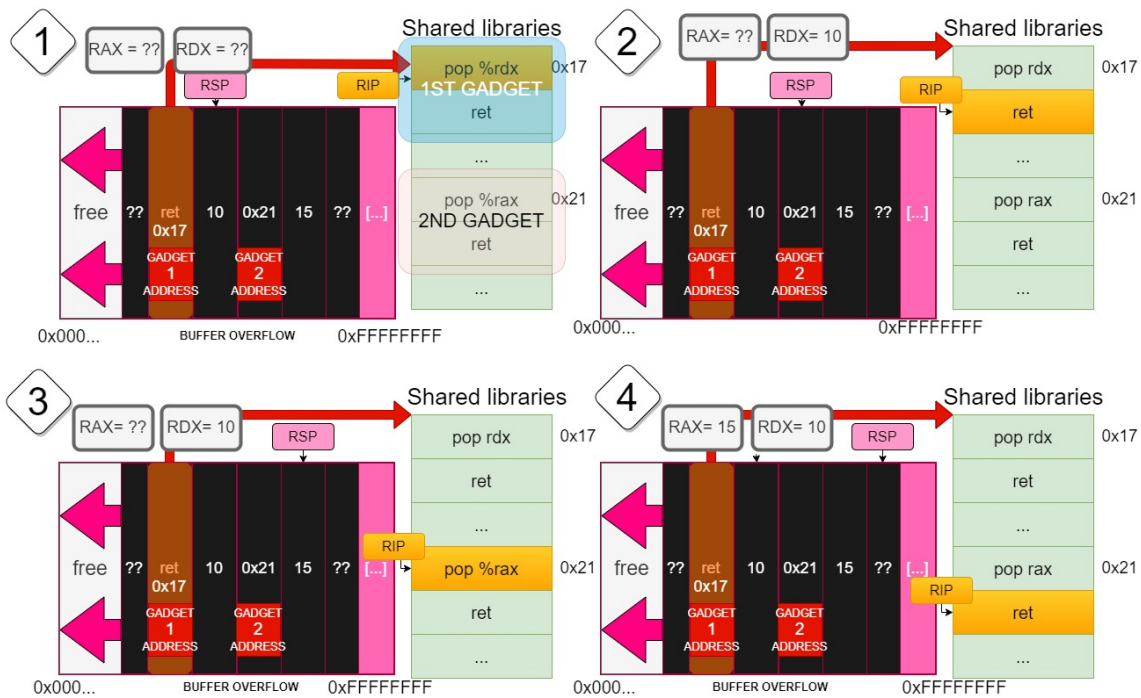 1
RAX = ??
RDX = ??
Shared libraries
RSP
RIP
pop %rdx
0x17
1ST GADGET
ret
...
pop %rax
0x21
2ND GADGET
ret
...
free
??
ret
0x17
10
0x21
15
??
[...]
GADGET
1
ADDRESS
GADGET
2
ADDRESS
0x000...
BUFFER OVERFLOW
0xFFFFFFFF
2
RAX= ??
RDX= 10
Shared libraries
RSP
RIP
pop rdx
0x17
ret
...
pop rax
0x21
ret
...
free
??
ret
0x17
10
0x21
15
??
[...]
GADGET
1
ADDRESS
GADGET
2
ADDRESS
0x000...
0xFFFFFFFF
3
RAX= ??
RDX= 10
Shared libraries
RSP
RIP
pop rdx
0x17
ret
...
pop %rax
0x21
ret
...
free
??
ret
0x17
10
0x21
15
??
[...]
GADGET
1
ADDRESS
GADGET
2
ADDRESS
0x000...
BUFFER OVERFLOW
0xFFFFFFFF
4
RAX= 15
RDX= 10
Shared libraries
RSP
RIP
pop rdx
0x17
ret
...
pop rax
0x21
ret
...
free
??
ret
0x17
10
0x21
15
??
[...]
GADGET
1
ADDRESS
GADGET
2
ADDRESS
0x000...
BUFFER OVERFLOW
0xFFFFFFFF